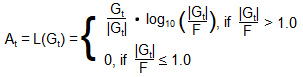 A_t = L(G_t) = { G_t / |G_t| · log_10 ( |G_t| / F ), if |G_t| / F > 1.0
0, if |G_t| / F ≤ 1.0